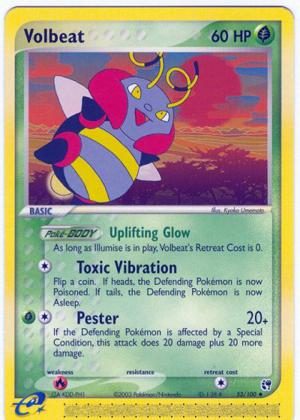 Volbeat 60 HP
BASIC
Illus. Kyoko Umemoto
Poké-BODY Uplifting Glow
As long as Illumise is in play, Volbeat's Retreat Cost is 0.
Toxic Vibration
Flip a coin. If heads, the Defending Pokémon is now
Poisoned. If tails, the Defending Pokémon is now
Asleep.
Pester 20+
If the Defending Pokémon is affected by a
Special Condition, this attack does 20 damage plus 20 more
damage.
weakness resistance retreat cost
©2003 Pokémon/Nintendo
53/100
e